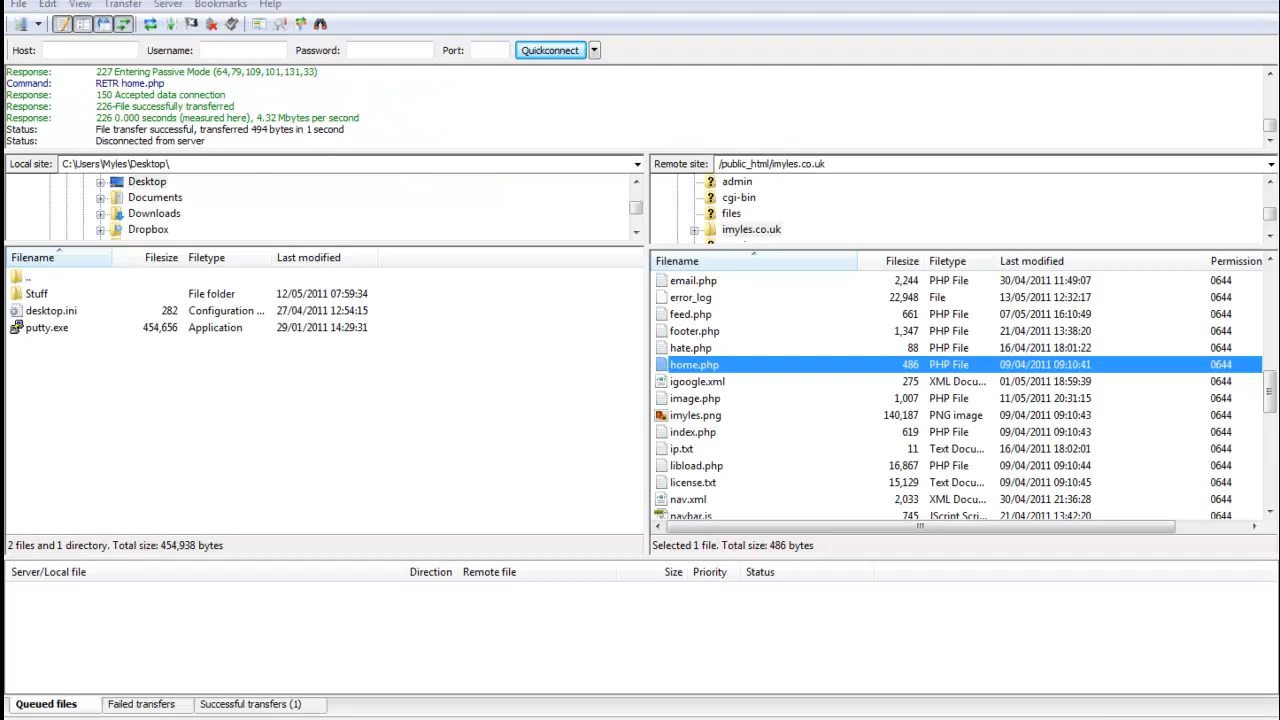 File Edit View Transfer Server Bookmarks Help
Host: Username: Password: Port: Quickconnect
Response: 227 Entering Passive Mode (64,79,109,101,131,33)
Command: RETR home.php
Response: 150 Accepted data connection
Response: 226-File successfully transferred
Response: 226 0.000 seconds (measured here), 4.32 Mbytes per second
Status: File transfer successful, transferred 494 bytes in 1 second
Status: Disconnected from server
Local site: C:\Users\Myles\Desktop\
Desktop
Documents
Downloads
Dropbox
Filename Filesize Filetype Last modified
..
Stuff File folder 12/05/2011 07:59:34
desktop.ini 282 Configuration ... 27/04/2011 12:54:15
putty.exe 454,656 Application 29/01/2011 14:29:31
2 files and 1 directory. Total size: 454,938 bytes
Remote site: /public_html/imyles.co.uk
admin
cgi-bin
files
imyles.co.uk
Filename Filesize Filetype Last modified Permission
email.php 2,244 PHP File 30/04/2011 11:49:07 0644
error_log 22,948 File 13/05/2011 12:32:17 0644
feed.php 661 PHP File 07/05/2011 16:10:49 0644
footer.php 1,347 PHP File 21/04/2011 13:38:20 0644
hate.php 88 PHP File 16/04/2011 18:01:22 0644
home.php 486 PHP File 09/04/2011 09:10:41 0644
igoogle.xml 275 XML Docu... 01/05/2011 18:59:39 0644
image.php 1,007 PHP File 11/05/2011 20:31:15 0644
imyles.png 140,187 PNG image 09/04/2011 09:10:43 0644
index.php 619 PHP File 09/04/2011 09:10:43 0644
ip.txt 11 Text Docu... 16/04/2011 18:02:01 0644
libload.php 16,867 PHP File 09/04/2011 09:10:44 0644
license.txt 15,129 Text Docu... 09/04/2011 09:10:45 0644
nav.xml 2,033 XML Docu... 30/04/2011 21:36:28 0644
navbar.js 745 JScript Scri... 21/04/2011 13:42:20 0644
Selected 1 file. Total size: 486 bytes
Server/Local file Direction Remote file Size Priority Status
Queued files Failed transfers Successful transfers (1)